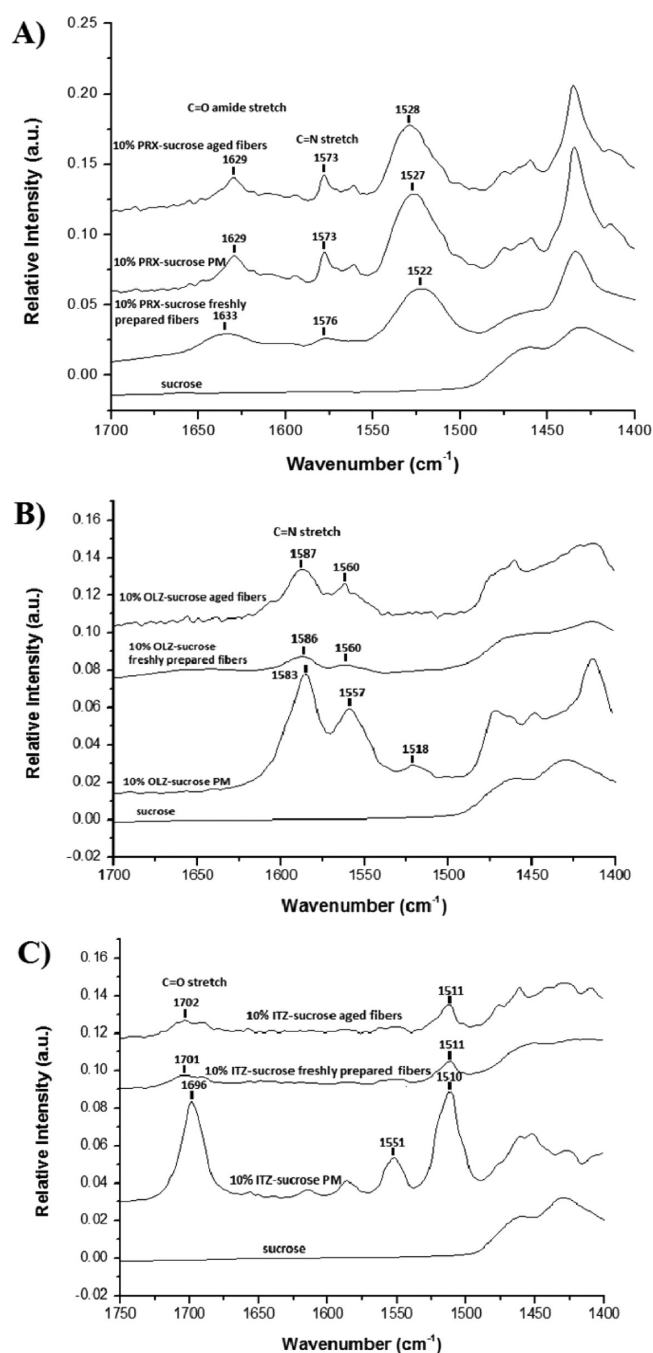 A)
C=O amide stretch
1528
0.20
C=N stretch
10% PRX-sucrose aged fibers
1629
1573
0.15
1527
1629
1573
0.10
10% PRX-sucrose PM
1522
0.05
10% PRX-sucrose freshly
prepared fibers
1633
1576
0.00
sucrose
1700 1650 1600 1550 1500 1450 1400
Wavenumber (cm-1)
Relative Intensity (a.u.)
B)
0.16
C=N stretch
0.14
1587
1560
0.12
10% OLZ-sucrose aged fibers
0.10
10% OLZ-sucrose
freshly prepared fibers
1586
1560
0.08
1583
0.06
1557
0.04
1518
0.02
10% OLZ-sucrose PM
sucrose
0.00
-0.02
1700 1650 1600 1550 1500 1450 1400
Wavenumber (cm-1)
Relative Intensity (a.u.)
C)
0.16
C=O stretch
0.14
1702
1511
10% ITZ-sucrose aged fibers
0.12
1511
0.10
1701
10% ITZ-sucrose freshly prepared fibers
1696
1510
0.08
0.06
1551
0.04
10% ITZ-sucrose PM
0.02
0.00
sucrose
-0.02
1750 1700 1650 1600 1550 1500 1450 1400
Wavenumber (cm-1)
Relative Intensity (a.u.)